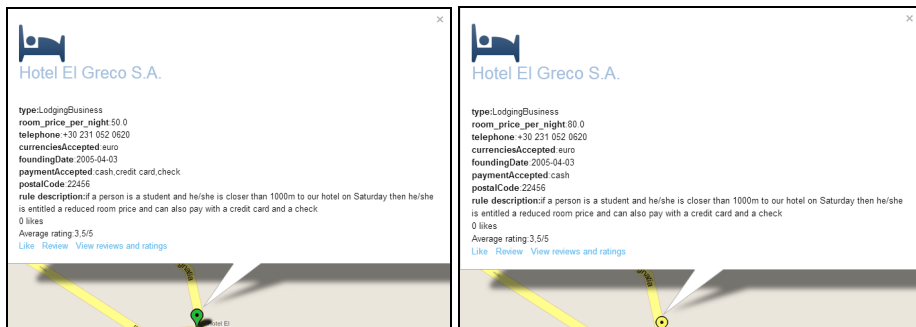 ×
Hotel El Greco S.A.
type:LodgingBusiness
room_price_per_night:50.0
telephone:+30 231 052 0620
currenciesAccepted:euro
foundingDate:2005-04-03
paymentAccepted:cash,credit card,check
postalCode:22456
rule description:if a person is a student and he/she is closer than 1000m to our hotel on Saturday then he/she
is entitled a reduced room price and can also pay with a credit card and a check
0 likes
Average rating:3,5/5
Like Review View reviews and ratings
gnatia
Hotel El
×
Hotel El Greco S.A.
type:LodgingBusiness
room_price_per_night:80.0
telephone:+30 231 052 0620
currenciesAccepted:euro
foundingDate:2005-04-03
paymentAccepted:cash
postalCode:22456
rule description:if a person is a student and he/she is closer than 1000m to our hotel on Saturday then he/she
is entitled a reduced room price and can also pay with a credit card and a check
0 likes
Average rating:3,5/5
Like Review View reviews and ratings
gnatia